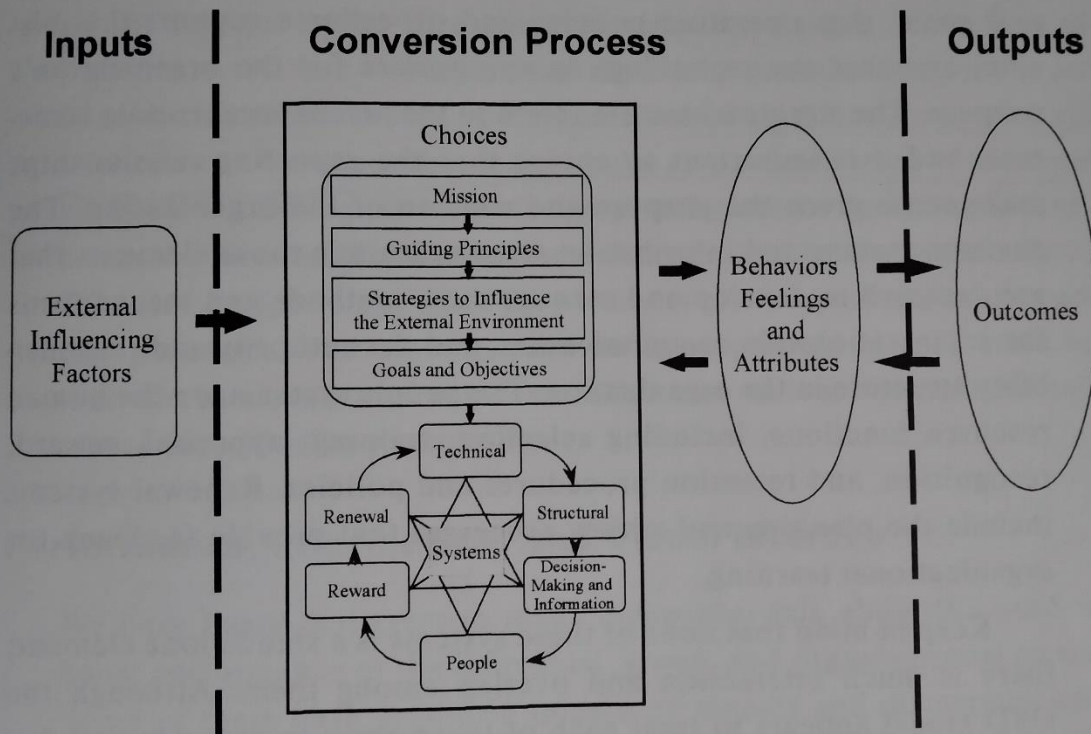 Inputs
Conversion Process
Outputs
Choices
Mission
Guiding Principles
Strategies to Influence
the External Environment
Goals and Objectives
External
Influencing
Factors
Technical
Structural
Decision-
Making and
Information
People
Reward
Renewal
Systems
Behaviors
Feelings
and
Attributes
Outcomes